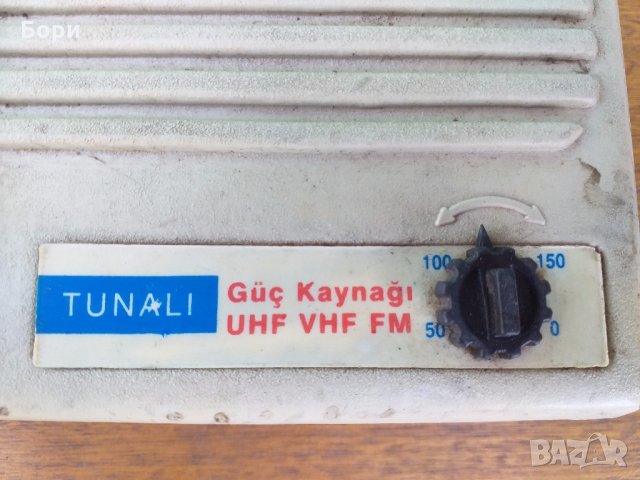 Бори
100 150
TUNALI Güç Kaynağı
UHF VHF FM 50 0
BAZAR